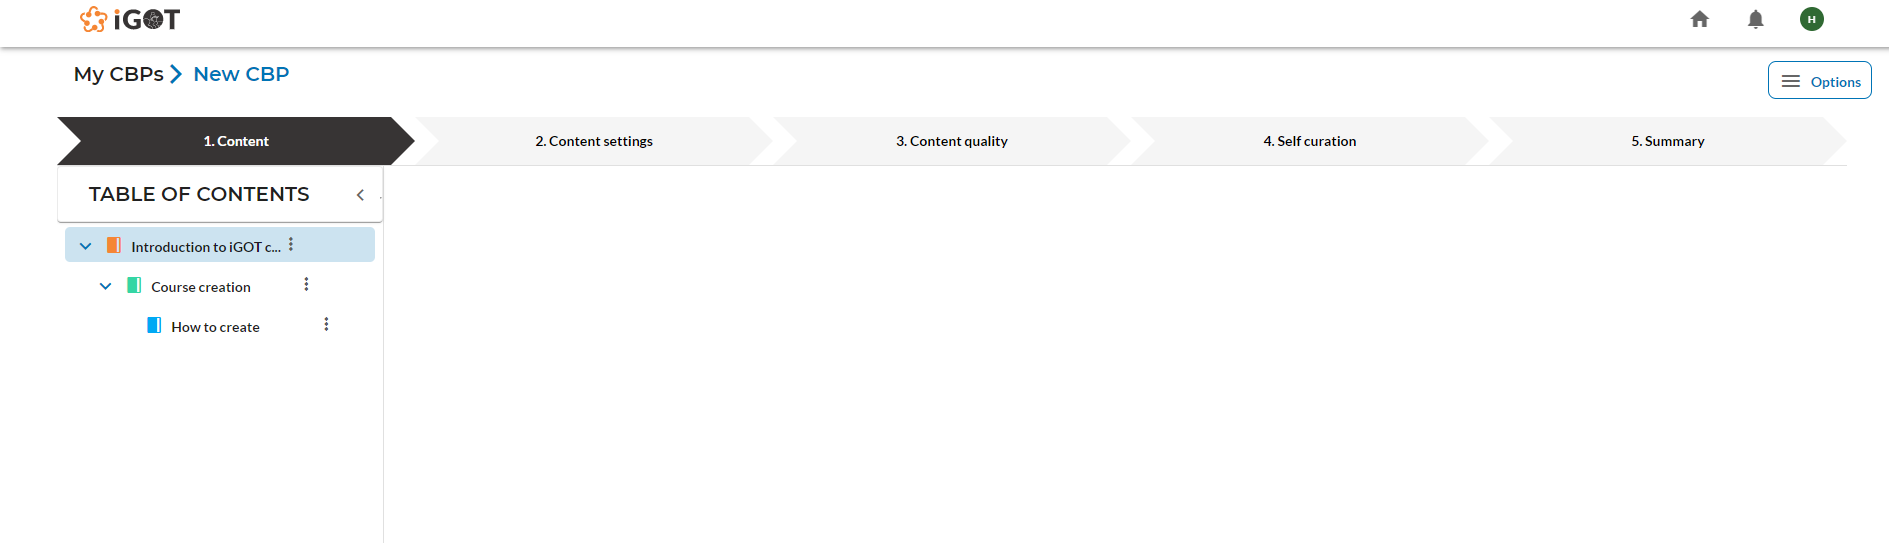 iGOT
H
My CBPs New CBP
Options
1. Content
2. Content settings
3. Content quality
4. Self curation
5. Summary
TABLE OF CONTENTS
Introduction to iGOT c...
Course creation
How to create